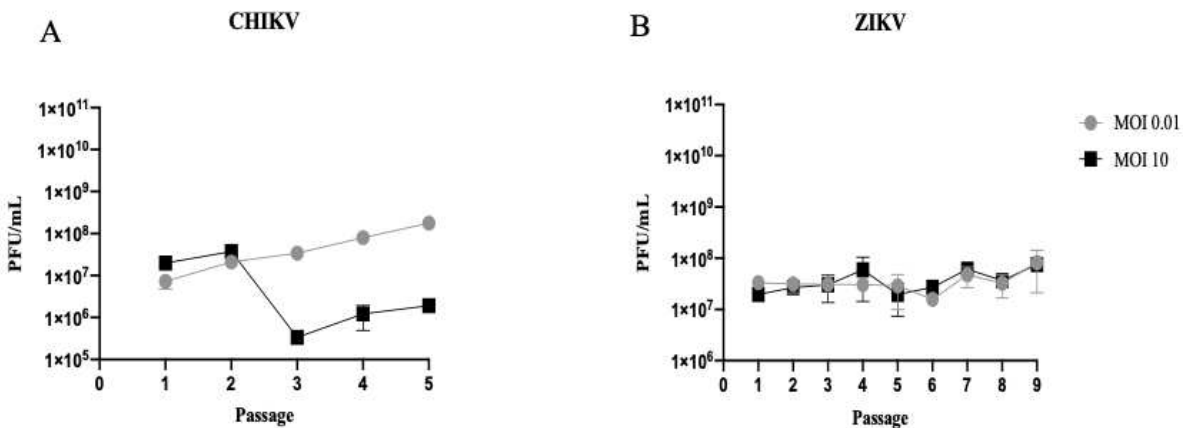 A
CHIKV
1×10¹¹
1×10¹⁰
1×10⁹
1×10⁸
1×10⁷
1×10⁶
1×10⁵
PFU/mL
0 1 2 3 4 5
Passage
B
ZIKV
1×10¹¹
1×10¹⁰
1×10⁹
1×10⁸
1×10⁷
1×10⁶
PFU/mL
0 1 2 3 4 5 6 7 8 9
Passage
MOI 0.01
MOI 10